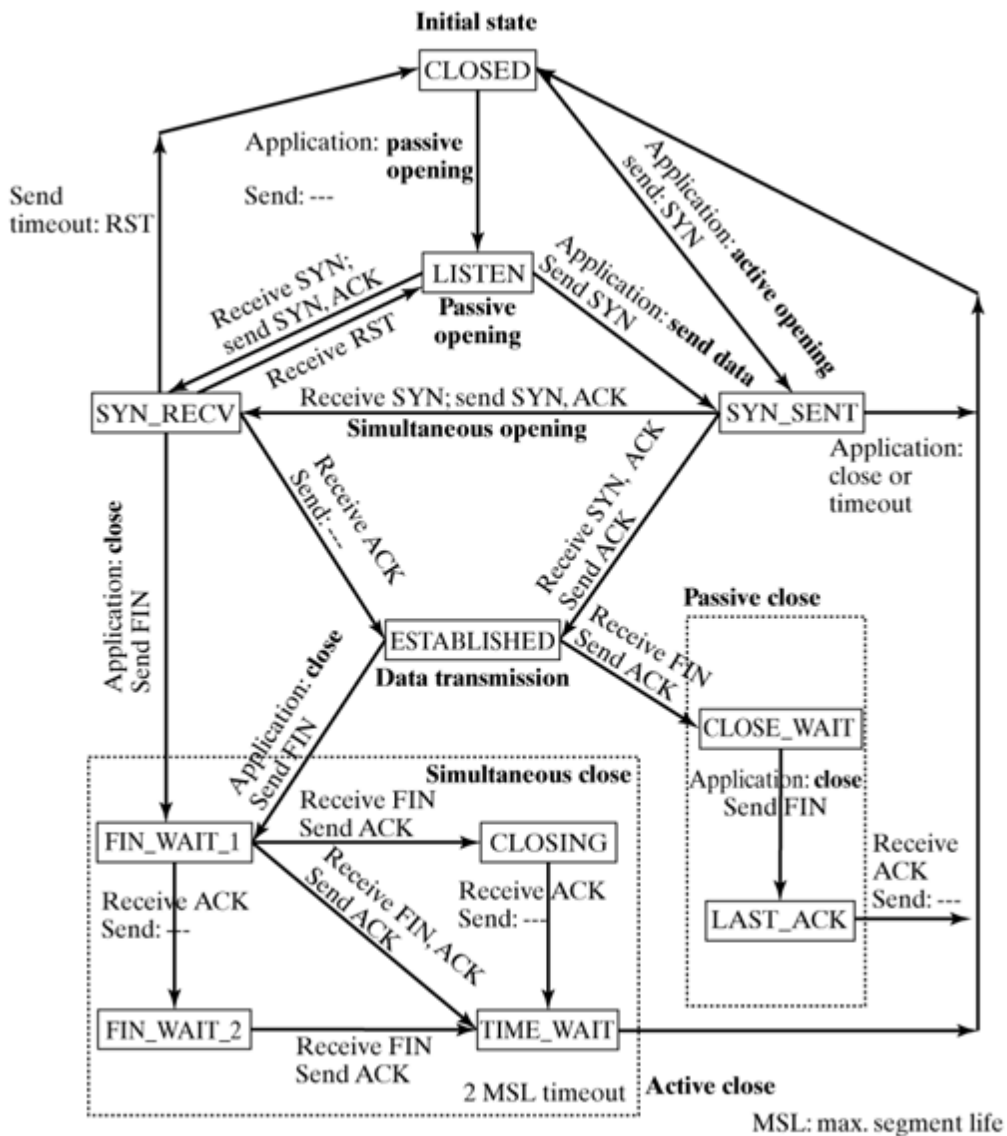 Initial state
CLOSED
Application: passive
opening
Send: ---
Send
timeout: RST
Application: active opening
send: SYN
LISTEN
Passive
opening
Receive SYN;
send SYN, ACK
Receive RST
Application: send data
Send SYN
SYN_RECV
Receive SYN; send SYN, ACK
Simultaneous opening
SYN_SENT
Application:
close or
timeout
Receive ACK
Send: ---
Receive SYN, ACK
Send ACK
Application: close
Send FIN
ESTABLISHED
Data transmission
Receive FIN
Send ACK
Passive close
CLOSE_WAIT
Application: close
Send FIN
LAST_ACK
Receive
ACK
Send: ---
Application: close
Send FIN
Simultaneous close
FIN_WAIT_1
Receive FIN
Send ACK
CLOSING
Receive ACK
Send: ---
Receive FIN, ACK
Send ACK
Receive ACK
Send: ---
FIN_WAIT_2
Receive FIN
Send ACK
TIME_WAIT
2 MSL timeout
Active close
MSL: max. segment life